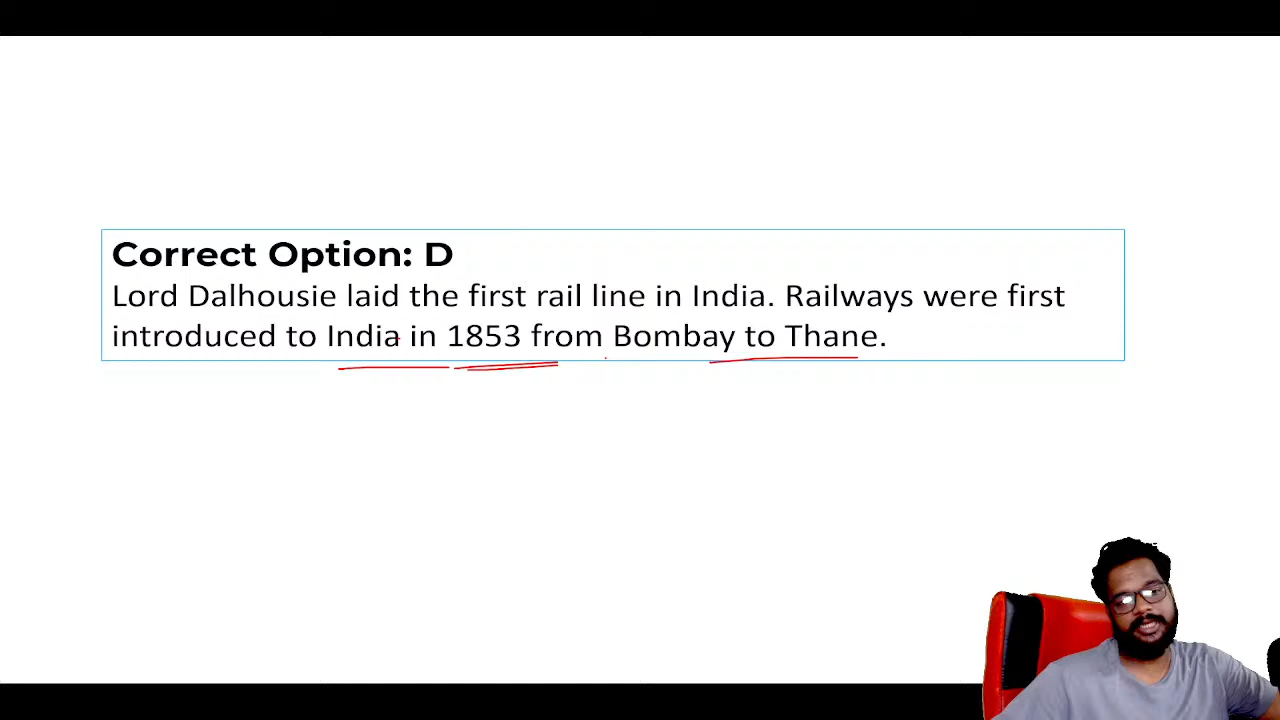 Correct Option: D
Lord Dalhousie laid the first rail line in India. Railways were first
introduced to India in 1853 from Bombay to Thane.